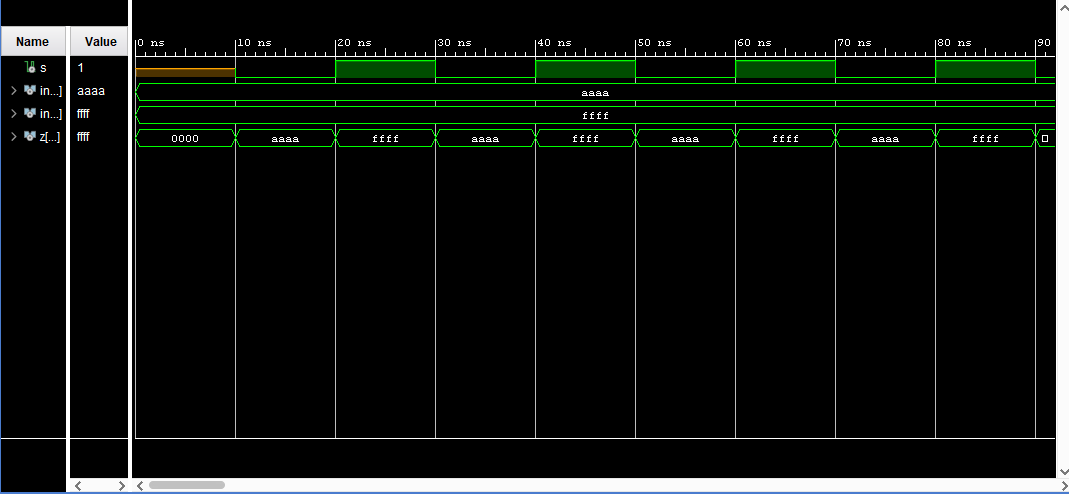 Name Value 0 ns 10 ns 20 ns 30 ns 40 ns 50 ns 60 ns 70 ns 80 ns 90
s 1
in...] aaaa aaaa
in...] ffff ffff
z[...] ffff 0000 aaaa ffff aaaa ffff aaaa ffff aaaa ffff